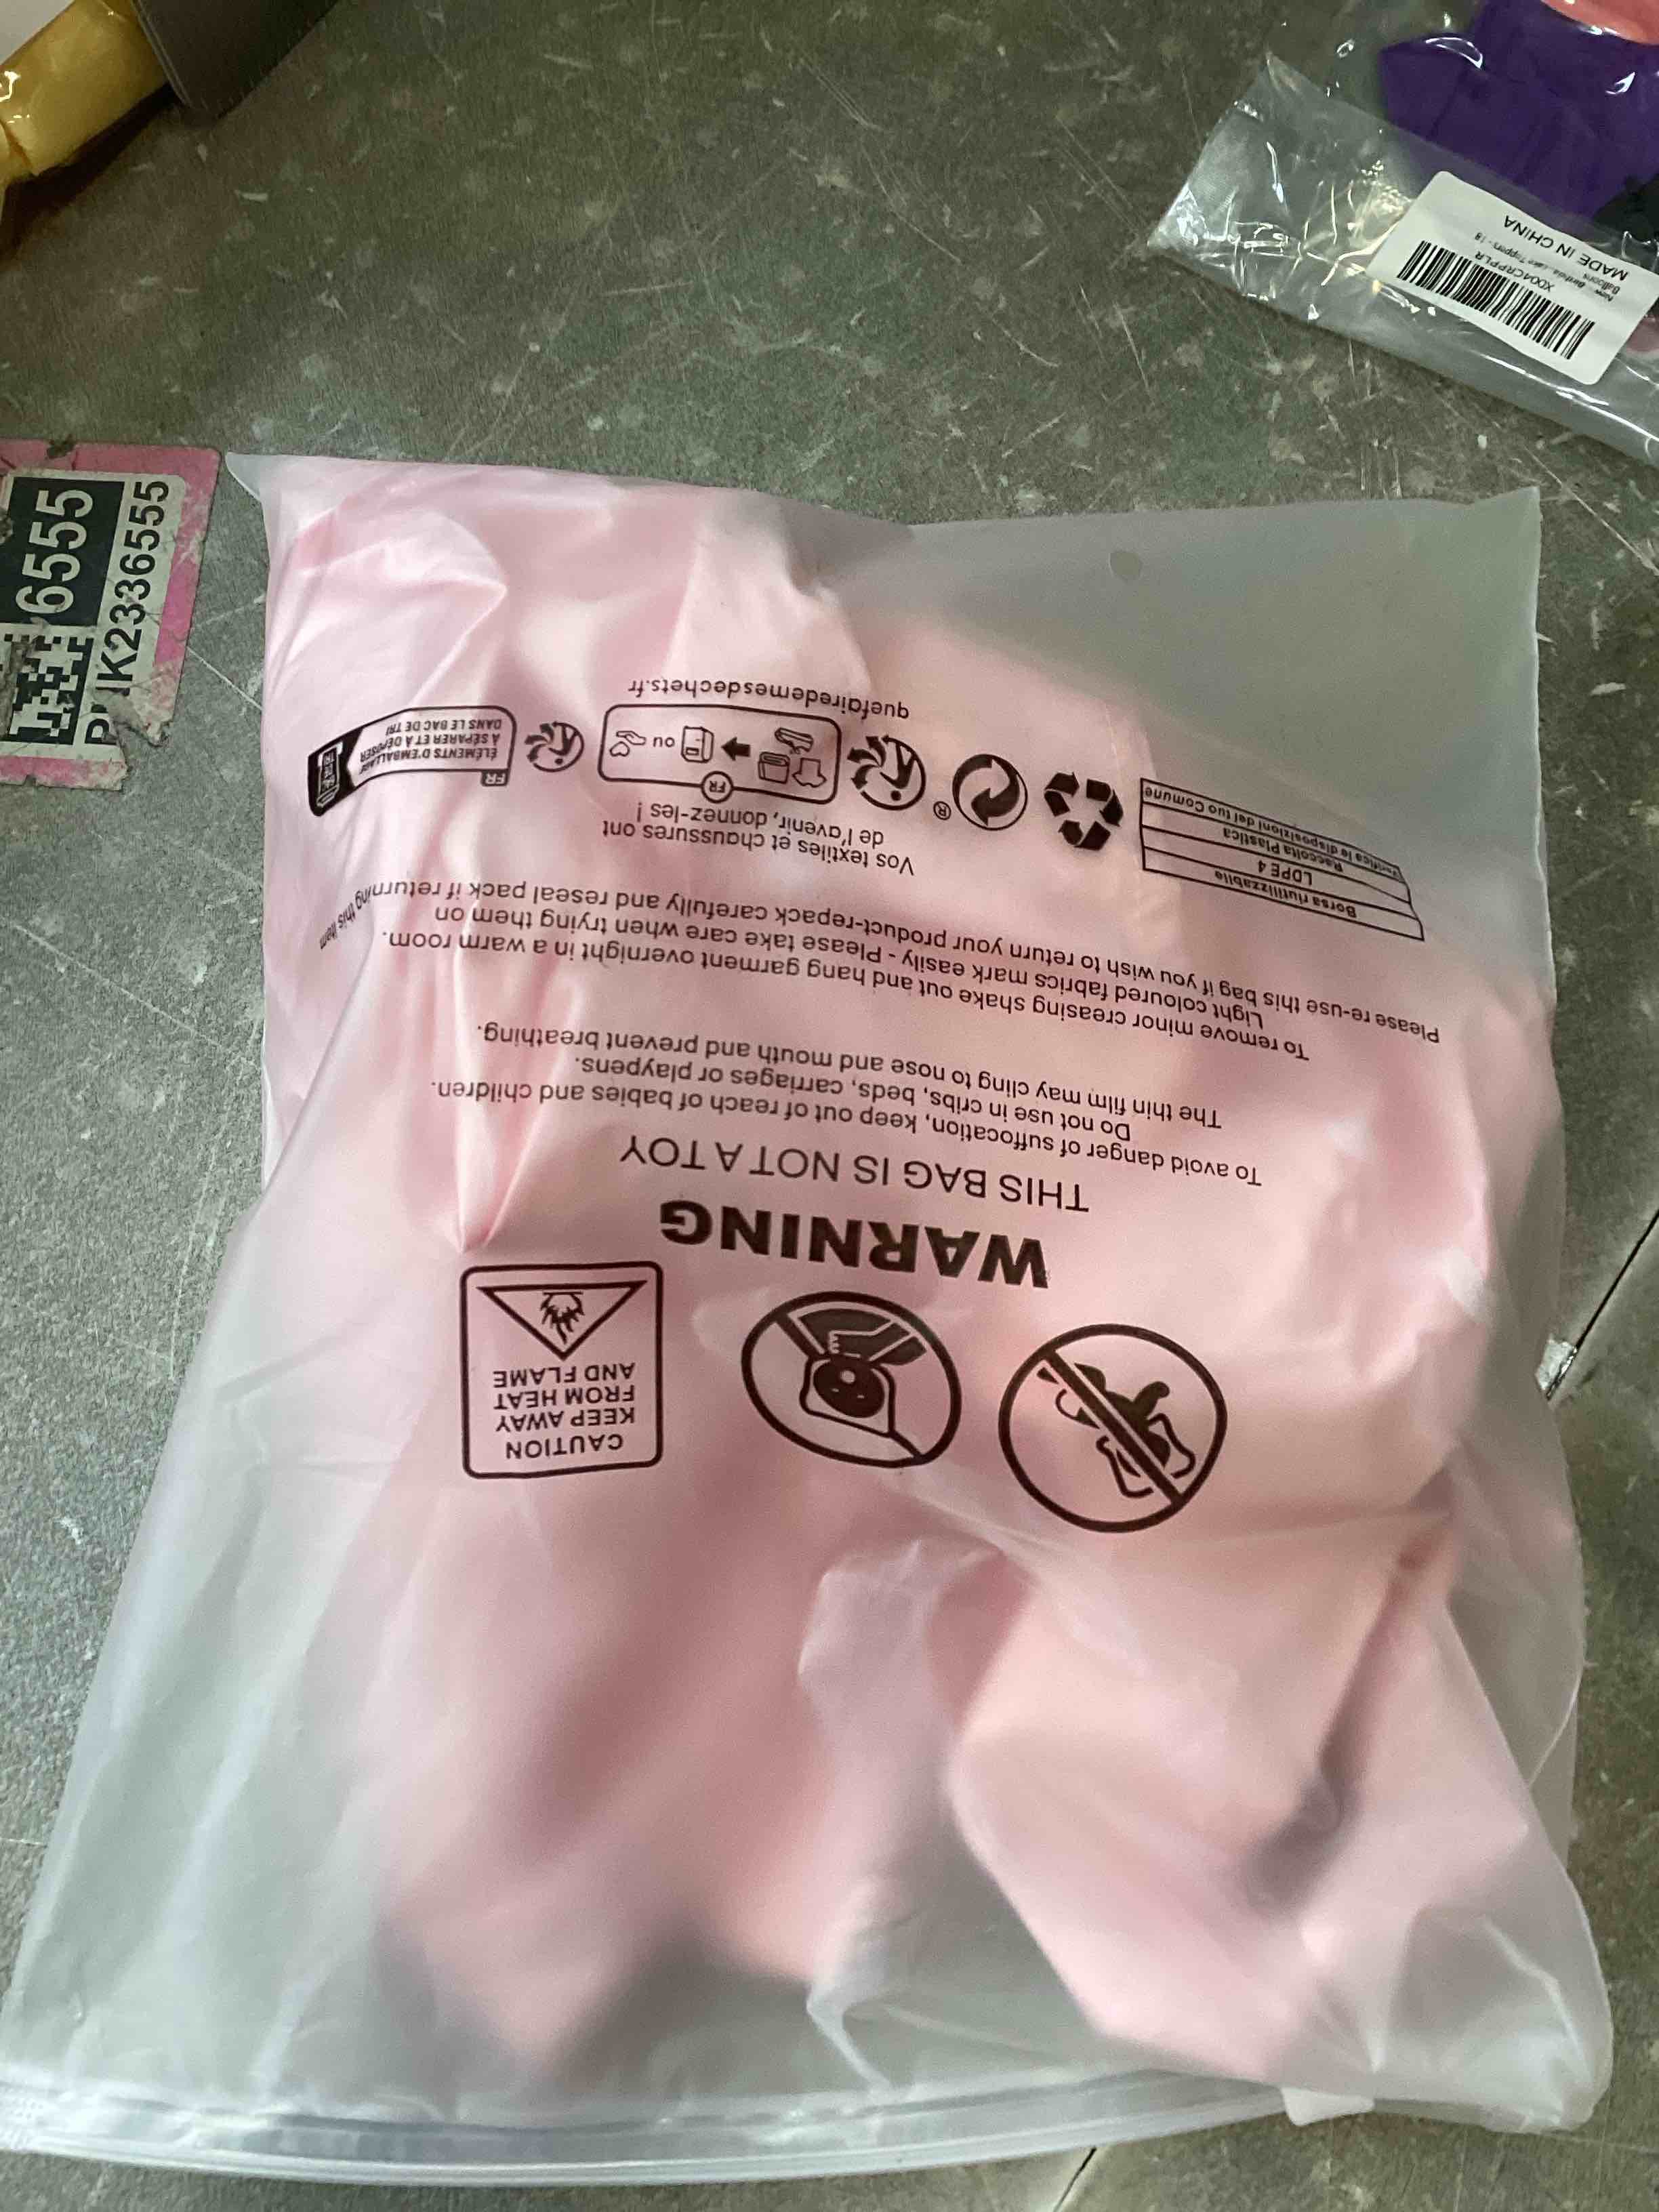 CAUTION
KEEP AWAY
FROM HEAT
AND FLAME
WARNING
THIS BAG IS NOT A TOY
To avoid danger of suffocation, keep out of reach of babies and children.
Do not use in cribs, beds, carriages or playpens.
The thin film may cling to nose and mouth and prevent breathing.
To remove minor creasing shake out and hang garment overnight in a warm room.
Light coloured fabrics mark easily - Please take care when trying them on
Please re-use this bag if you wish to return your product-repack carefully and reseal pack if returning this item
Borsa riutilizzabile
LDPE 4
Raccolta Plastica
Verifica le disposizioni del tuo Comune
®
Vos textiles et chaussures ont
de l'avenir, donnez-les !
FR
ou
quefairedemesdechets.fr
FR
ÉLÉMENTS D'EMBALLAGE
À SÉPARER ET À DÉPOSER
DANS LE BAC DE TRI
6555
K2336555
XDO4CRPPLR
New
Balloons
Toppers - 18
MADE IN CHINA